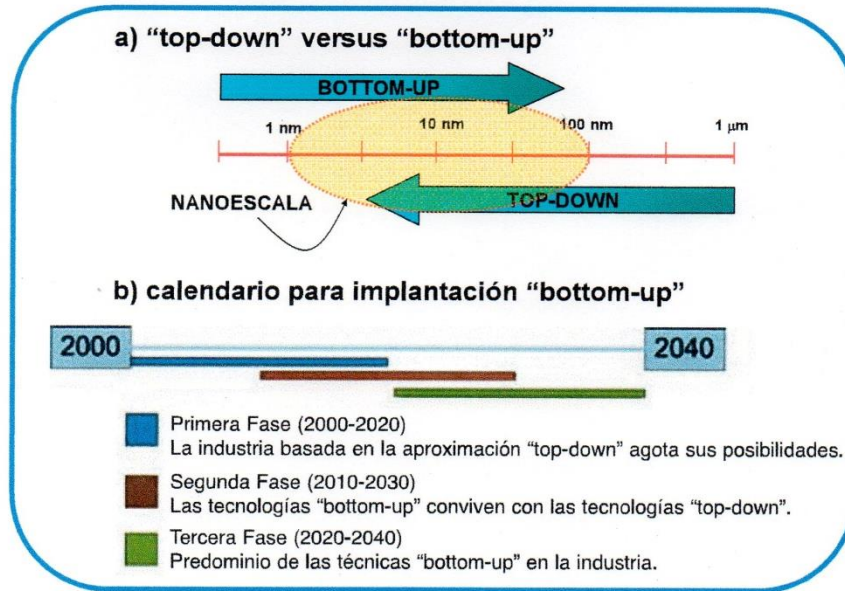 a) “top-down” versus “bottom-up”
BOTTOM-UP
1 nm 10 nm 100 nm 1 µm
NANOESCALA
TOP-DOWN
b) calendario para implantación “bottom-up”
2000 2040
Primera Fase (2000-2020)
La industria basada en la aproximación “top-down” agota sus posibilidades.
Segunda Fase (2010-2030)
Las tecnologías “bottom-up” conviven con las tecnologías “top-down”.
Tercera Fase (2020-2040)
Predominio de las técnicas “bottom-up” en la industria.